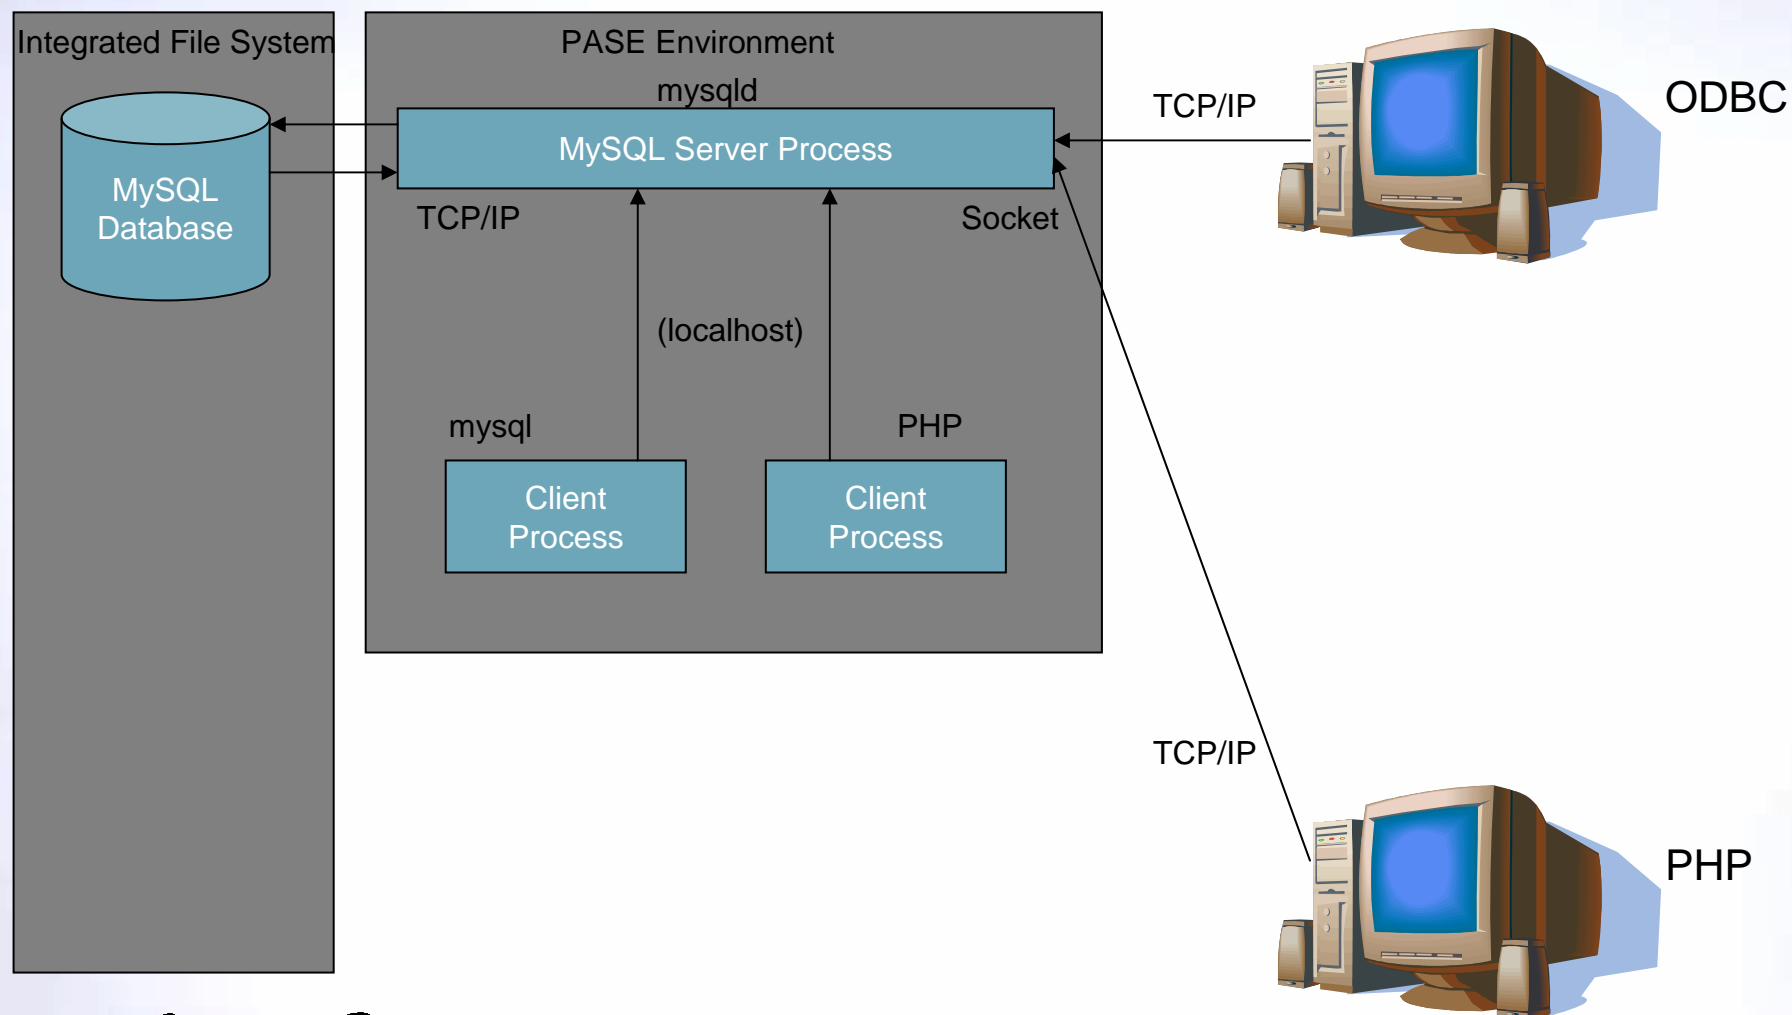 Integrated File System
PASE Environment
mysqld
MySQL Server Process
MySQL
Database
TCP/IP
Socket
(localhost)
mysql
PHP
Client
Process
Client
Process
TCP/IP
ODBC
TCP/IP
PHP